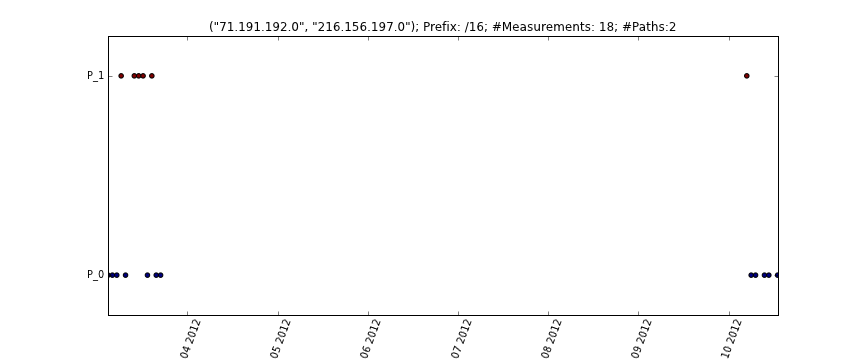 ("71.191.192.0", "216.156.197.0"); Prefix: /16; #Measurements: 18; #Paths:2
P_1
P_0
04 2012
05 2012
06 2012
07 2012
08 2012
09 2012
10 2012